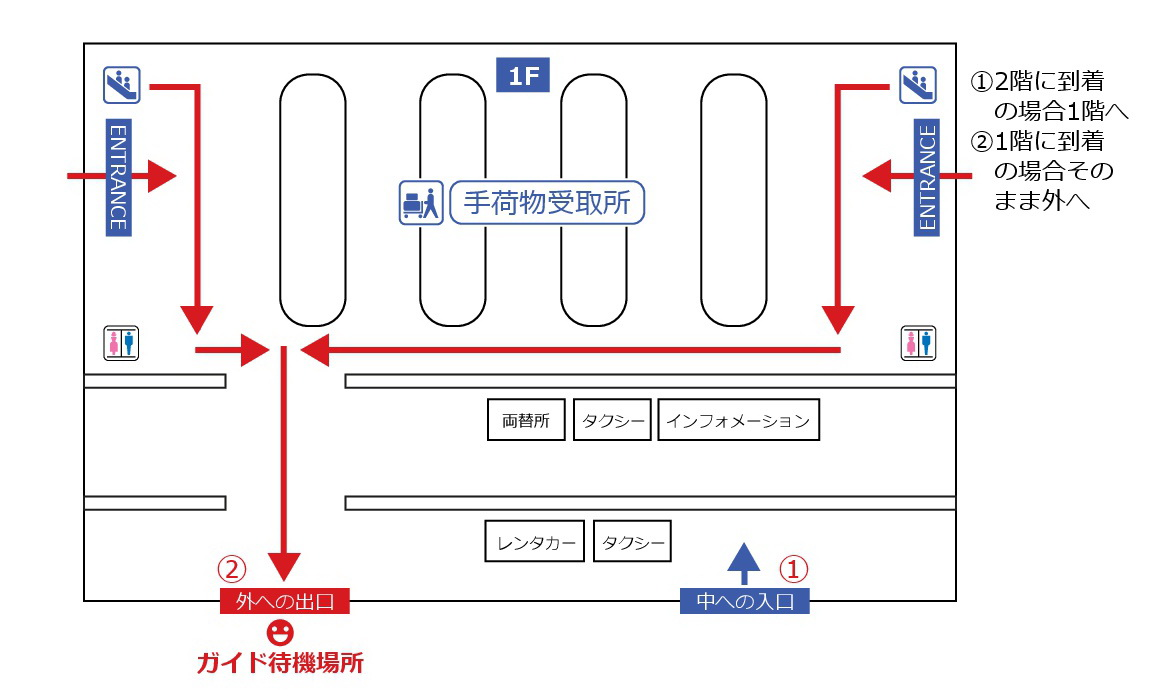 1F
①2階に到着
の場合1階へ
②1階に到着
の場合その
まま外へ
ENTRANCE
ENTRANCE
手荷物受取所
両替所
タクシー
インフォメーション
レンタカー
タクシー
②
①
外への出口
中への入口
ガイド待機場所